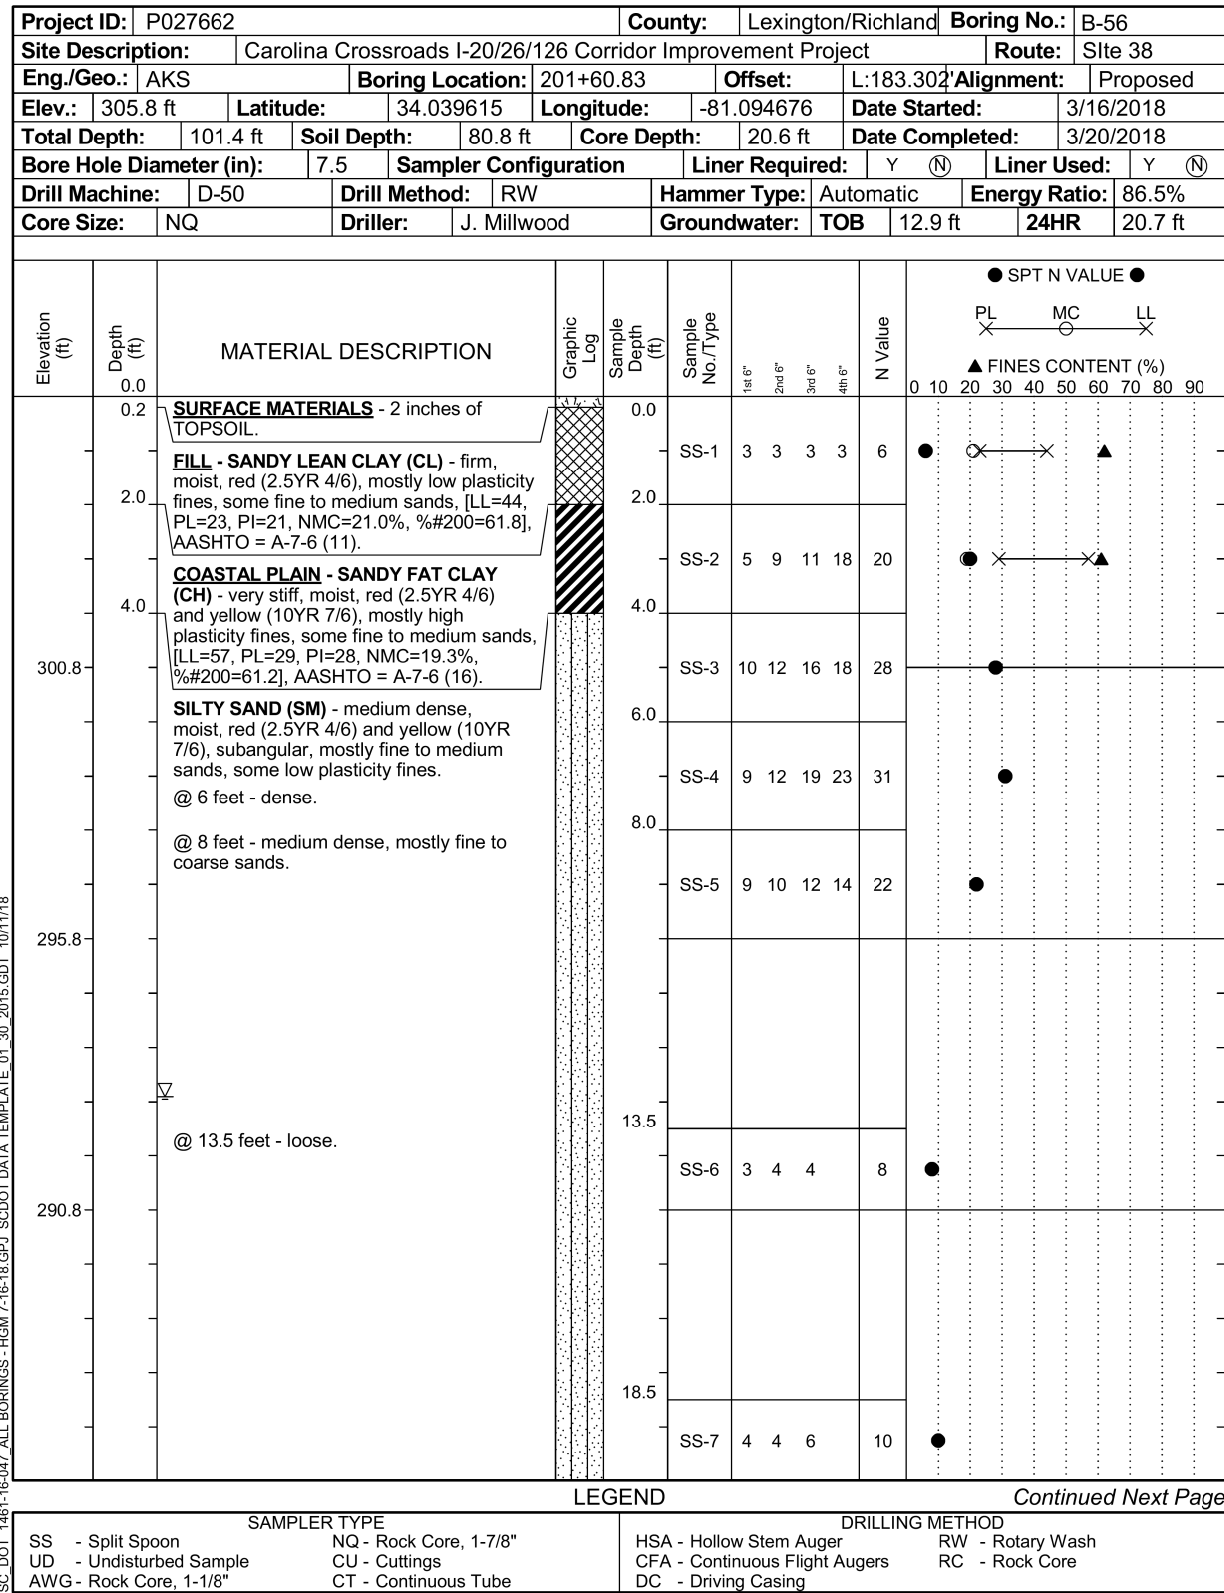 Project ID: P027662 County: Lexington/Richland Boring No.: B-56
Site Description: Carolina Crossroads I-20/26/126 Corridor Improvement Project Route: SIte 38
Eng./Geo.: AKS Boring Location: 201+60.83 Offset: L:183.302' Alignment: Proposed
Elev.: 305.8 ft Latitude: 34.039615 Longitude: -81.094676 Date Started: 3/16/2018
Total Depth: 101.4 ft Soil Depth: 80.8 ft Core Depth: 20.6 ft Date Completed: 3/20/2018
Bore Hole Diameter (in): 7.5 Sampler Configuration Liner Required: Y Ⓝ Liner Used: Y Ⓝ
Drill Machine: D-50 Drill Method: RW Hammer Type: Automatic Energy Ratio: 86.5%
Core Size: NQ Driller: J. Millwood Groundwater: TOB 12.9 ft 24HR 20.7 ft
Elevation (ft)
Depth (ft)
0.0
MATERIAL DESCRIPTION
Graphic Log
Sample Depth (ft)
Sample No./Type
1st 6"
2nd 6"
3rd 6"
4th 6"
N Value
● SPT N VALUE ●
PL MC LL
▲ FINES CONTENT (%)
0 10 20 30 40 50 60 70 80 90
0.2
2.0
4.0
300.8
295.8
290.8
SURFACE MATERIALS - 2 inches of
TOPSOIL.
FILL - SANDY LEAN CLAY (CL) - firm,
moist, red (2.5YR 4/6), mostly low plasticity
fines, some fine to medium sands, [LL=44,
PL=23, PI=21, NMC=21.0%, %#200=61.8],
AASHTO = A-7-6 (11).
COASTAL PLAIN - SANDY FAT CLAY
(CH) - very stiff, moist, red (2.5YR 4/6)
and yellow (10YR 7/6), mostly high
plasticity fines, some fine to medium sands,
[LL=57, PL=29, PI=28, NMC=19.3%,
%#200=61.2], AASHTO = A-7-6 (16).
SILTY SAND (SM) - medium dense,
moist, red (2.5YR 4/6) and yellow (10YR
7/6), subangular, mostly fine to medium
sands, some low plasticity fines.
@ 6 feet - dense.
@ 8 feet - medium dense, mostly fine to
coarse sands.
@ 13.5 feet - loose.
0.0
SS-1 3 3 3 3 6
2.0
SS-2 5 9 11 18 20
4.0
SS-3 10 12 16 18 28
6.0
SS-4 9 12 19 23 31
8.0
SS-5 9 10 12 14 22
13.5
SS-6 3 4 4 8
18.5
SS-7 4 4 6 10
SC_DOT 1461-16-047_ALL BORINGS - HGM 7-16-18.GPJ SCDOT DATA TEMPLATE_01_30_2015.GDT 10/11/18
LEGEND
Continued Next Page
SAMPLER TYPE
SS - Split Spoon NQ - Rock Core, 1-7/8"
UD - Undisturbed Sample CU - Cuttings
AWG - Rock Core, 1-1/8" CT - Continuous Tube
DRILLING METHOD
HSA - Hollow Stem Auger RW - Rotary Wash
CFA - Continuous Flight Augers RC - Rock Core
DC - Driving Casing